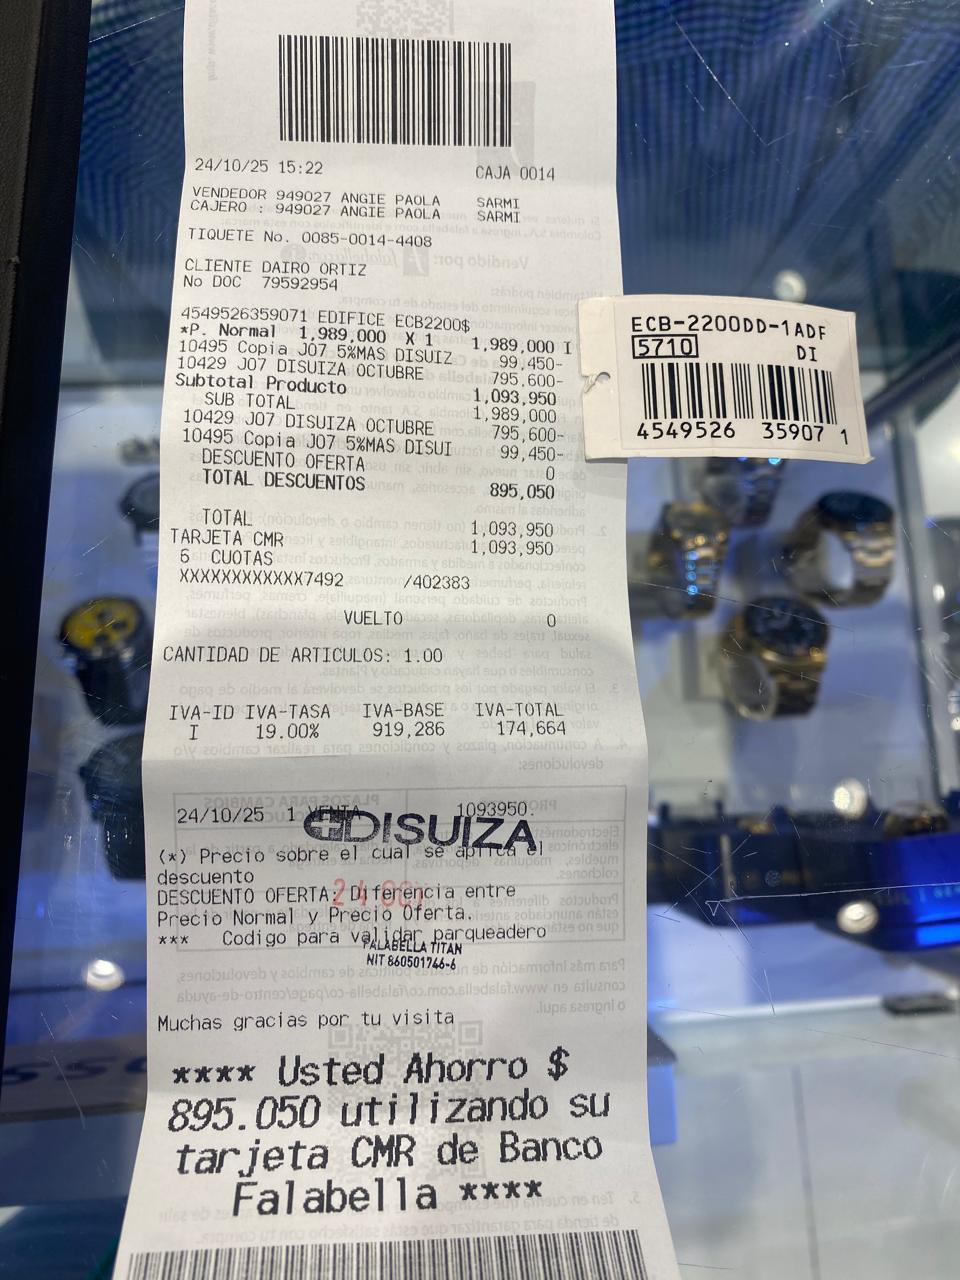 24/10/25 15:22 CAJA 0014
VENDEDOR 949027 ANGIE PAOLA SARMI
CAJERO : 949027 ANGIE PAOLA SARMI
TIQUETE No. 0085-0014-4408
CLIENTE DAIRO ORTIZ
No DOC 79592954
4549526359071 EDIFICE ECB2200$
*P. Normal 1,989,000 X 1 1,989,000 I
10495 Copia J07 5%MAS DISUIZ 99,450-
10429 J07 DISUIZA OCTUBRE 795,600-
Subtotal Producto 1,093,950
SUB TOTAL 1,989,000
10429 J07 DISUIZA OCTUBRE 795,600-
10495 Copia J07 5%MAS DISUI 99,450-
DESCUENTO OFERTA 0
TOTAL DESCUENTOS 895,050
TOTAL 1,093,950
TARJETA CMR 1,093,950
6 CUOTAS
XXXXXXXXXXXX7492 /402383
VUELTO 0
CANTIDAD DE ARTICULOS: 1.00
IVA-ID IVA-TASA IVA-BASE IVA-TOTAL
I 19.00% 919,286 174,664
24/10/25 1 VENTA 1093950.
DISUIZA
(*) Precio sobre el cual se aplica el
descuento
DESCUENTO OFERTA: Diferencia entre
Precio Normal y Precio Oferta.
*** Codigo para validar parqueadero
FALABELLA TITAN
NIT 860501746-6
Muchas gracias por tu visita
**** Usted Ahorro $
895.050 utilizando su
tarjeta CMR de Banco
Falabella ****
ECB-2200DD-1ADF
5710 DI
4549526 35907 1